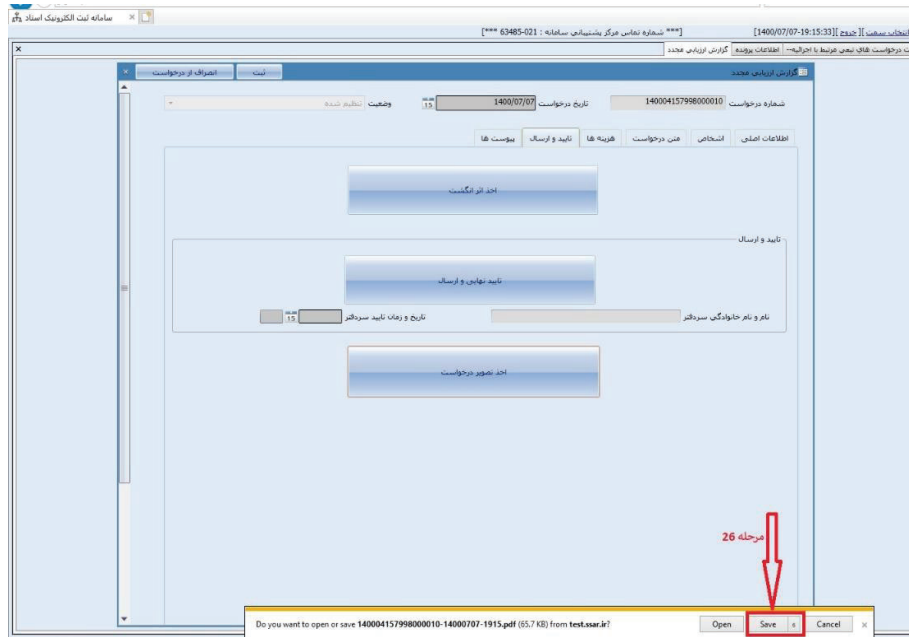 سامانه ثبت الکترونیک اسناد
انتخاب سمت ][ خروج ][1400/07/07-19:15:33]
[*** شماره تماس مرکز پشتیبانی سامانه : 021-63485 ***]
ت درخواست های تبعی مرتبط با اجرائیه-- اطلاعات پرونده گزارش ارزیابی مجدد
گزارش ارزیابی مجدد
ثبت
انصراف از درخواست
شماره درخواست 140004157998000010
تاریخ درخواست 1400/07/07 15
وضعیت تنظیم شده
اطلاعات اصلی
اشخاص
متن درخواست
هزینه ها
تایید و ارسال
پیوست ها
اخذ اثر انگشت
تایید و ارسال
تایید نهایی و ارسال
نام و نام خانوادگی سردفتر
تاریخ و زمان تایید سردفتر 15
اخذ تصویر درخواست
مرحله 26
Do you want to open or save 140004157998000010-14000707-1915.pdf (65.7 KB) from test.ssar.ir?
Open
Save
Cancel